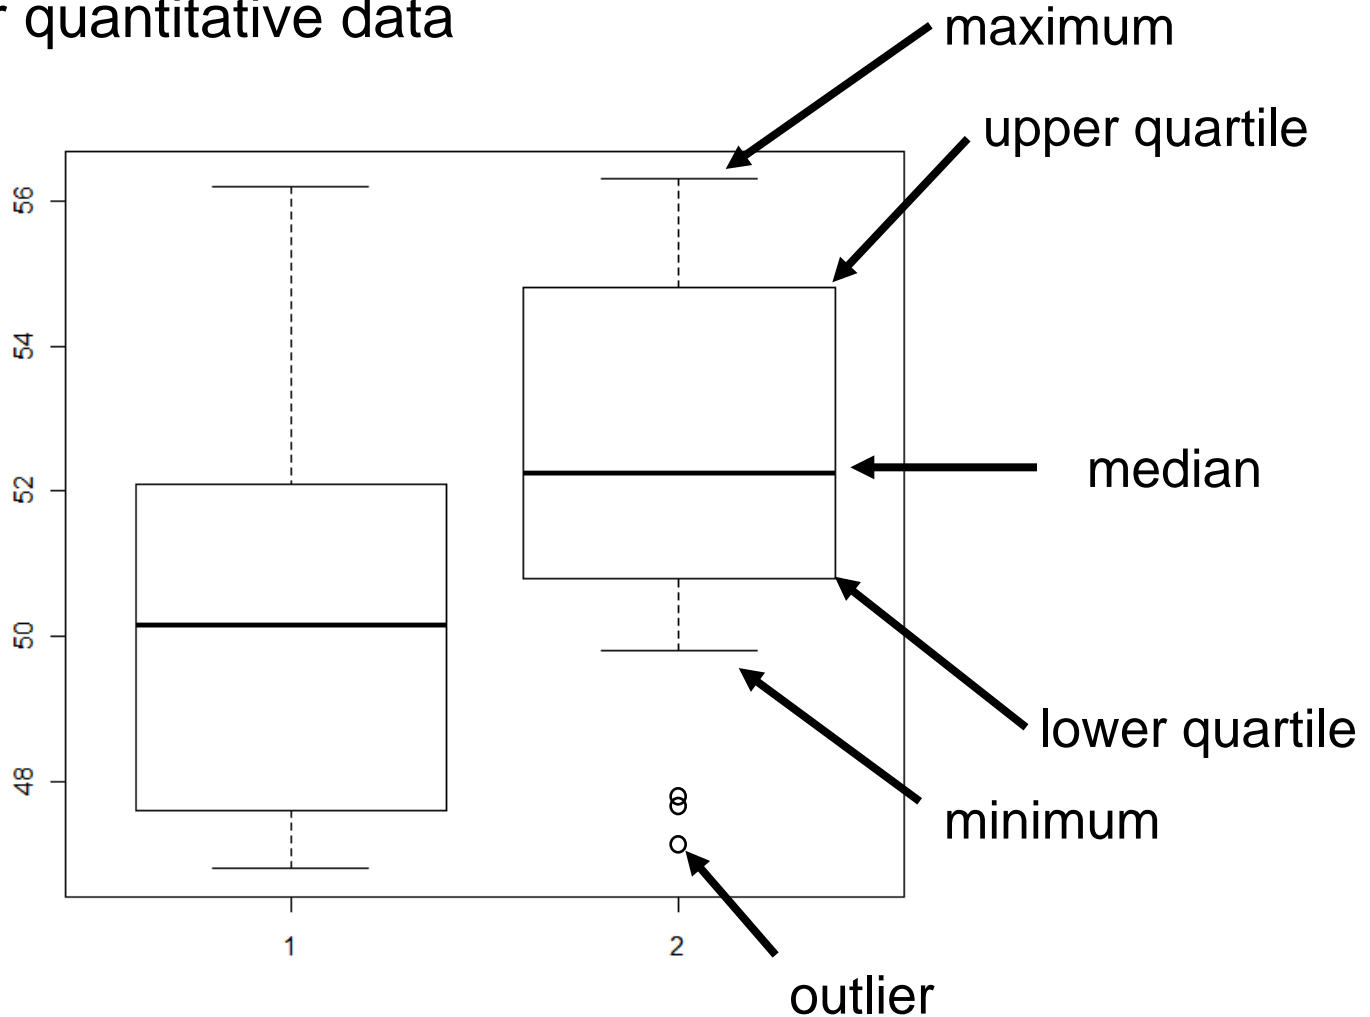 r quantitative data
maximum
upper quartile
56
54
52
median
50
lower quartile
48
minimum
1
2
outlier